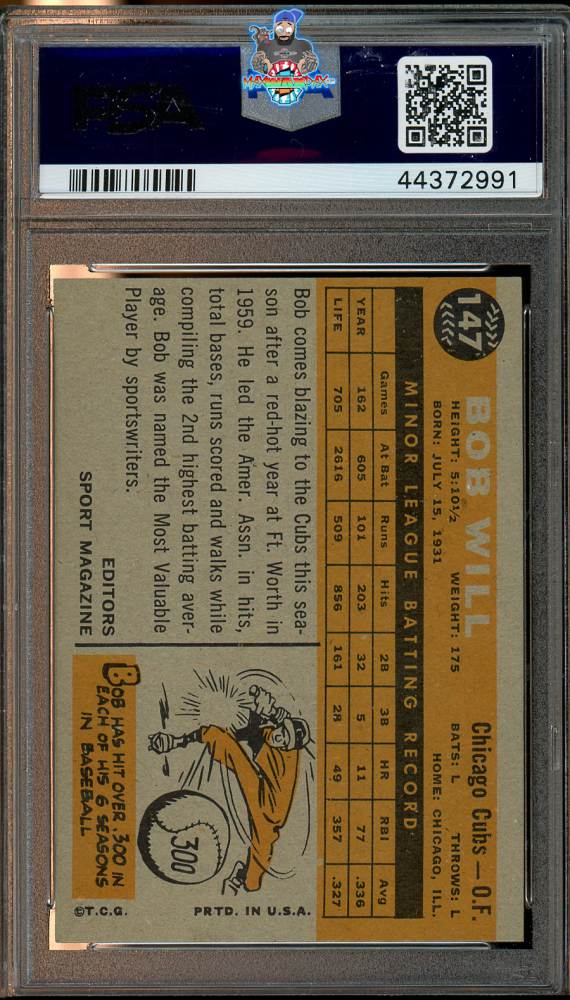 PSA
44372991
147
BOB WILL
Chicago Cubs—O.F.
HEIGHT: 5:10½ WEIGHT: 175 BATS: L THROWS: L
BORN: JULY 15, 1931 HOME: CHICAGO, ILL.
MINOR LEAGUE BATTING RECORD
Games At Bat Runs Hits 2B 3B HR RBI Avg
YEAR 162 605 101 203 32 5 11 77 .336
LIFE 705 2616 509 856 161 28 49 357 .327
Bob comes blazing to the Cubs this sea-
son after a red-hot year at Ft. Worth in
1959. He led the Amer. Assn. in hits,
total bases, runs scored and walks while
compiling the 2nd highest batting aver-
age. Bob was named the Most Valuable
Player by sportswriters.
EDITORS
SPORT MAGAZINE
300
BOB HAS HIT OVER .300 IN
EACH OF HIS 6 SEASONS
IN BASEBALL
©T.C.G. PRTD. IN U.S.A.